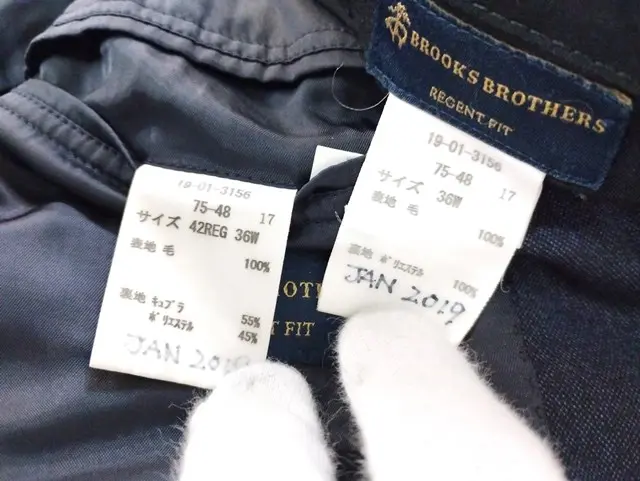 BROOKS BROTHERS
REGENT FIT
19-01-3156
75-48 17
サイズ 36W
表地 毛
100%
裏地 ポリエステル
JAN 2019
19-01-3156
75-48 17
サイズ 42REG 36W
表地 毛
100%
裏地 キュプラ 55%
ポリエステル 45%
JAN 201
FIT